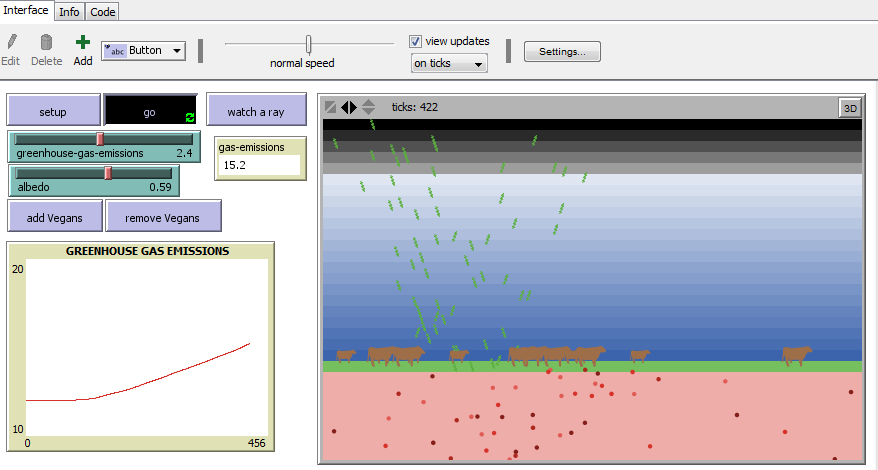 Interface Info Code
Edit Delete Add abc Button normal speed view updates on ticks Settings...
setup go watch a ray
ticks: 422 3D
greenhouse-gas-emissions 2.4
gas-emissions
15.2
albedo 0.59
add Vegans remove Vegans
GREENHOUSE GAS EMISSIONS
20
10
0 456